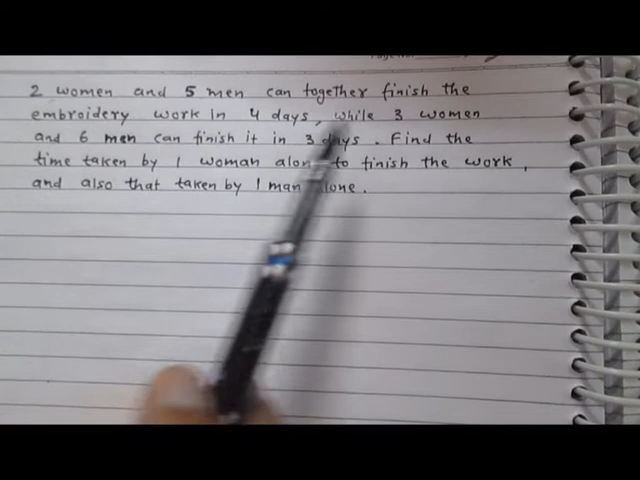 2 women and 5 men can together finish the
embroidery work in 4 days, while 3 women
and 6 men can finish it in 3 days. Find the
time taken by 1 woman alone to finish the work,
and also that taken by 1 man alone.